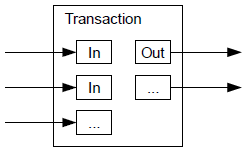 Transaction
In Out
In ...
...